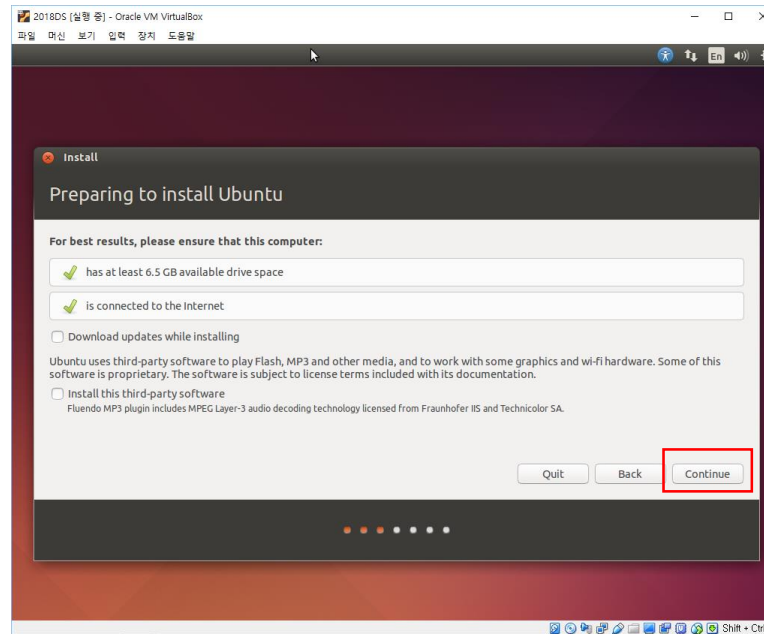 2018DS [실행 중] - Oracle VM VirtualBox
파일 머신 보기 입력 장치 도움말
En
Install
Preparing to install Ubuntu
For best results, please ensure that this computer:
has at least 6.5 GB available drive space
is connected to the Internet
Download updates while installing
Ubuntu uses third-party software to play Flash, MP3 and other media, and to work with some graphics and wi-fi hardware. Some of this
software is proprietary. The software is subject to license terms included with its documentation.
Install this third-party software
Fluendo MP3 plugin includes MPEG Layer-3 audio decoding technology licensed from Fraunhofer IIS and Technicolor SA.
Quit Back Continue
Shift + Ctrl